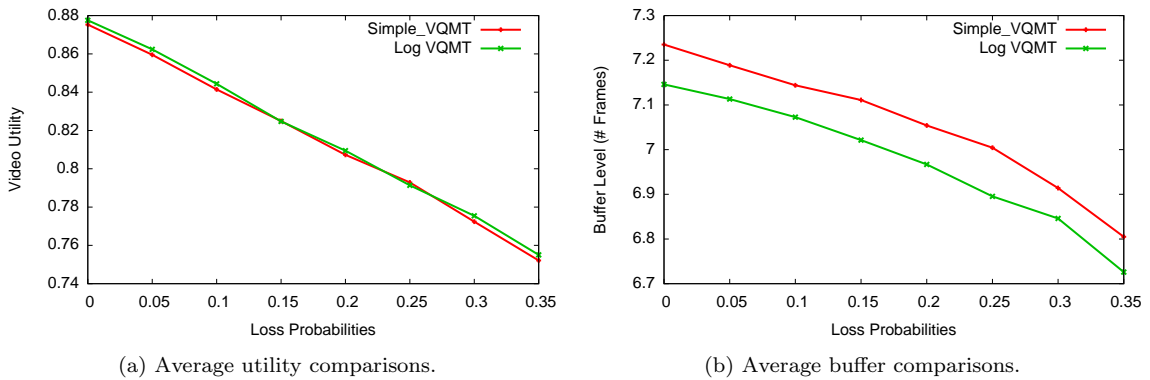 0.88
0.86
0.84
0.82
0.8
0.78
0.76
0.74
Video Utility
Simple_VQMT
Log VQMT
0 0.05 0.1 0.15 0.2 0.25 0.3 0.35
Loss Probabilities
(a) Average utility comparisons.
7.3
7.2
7.1
7
6.9
6.8
6.7
Buffer Level (# Frames)
Simple_VQMT
Log VQMT
0 0.05 0.1 0.15 0.2 0.25 0.3 0.35
Loss Probabilities
(b) Average buffer comparisons.